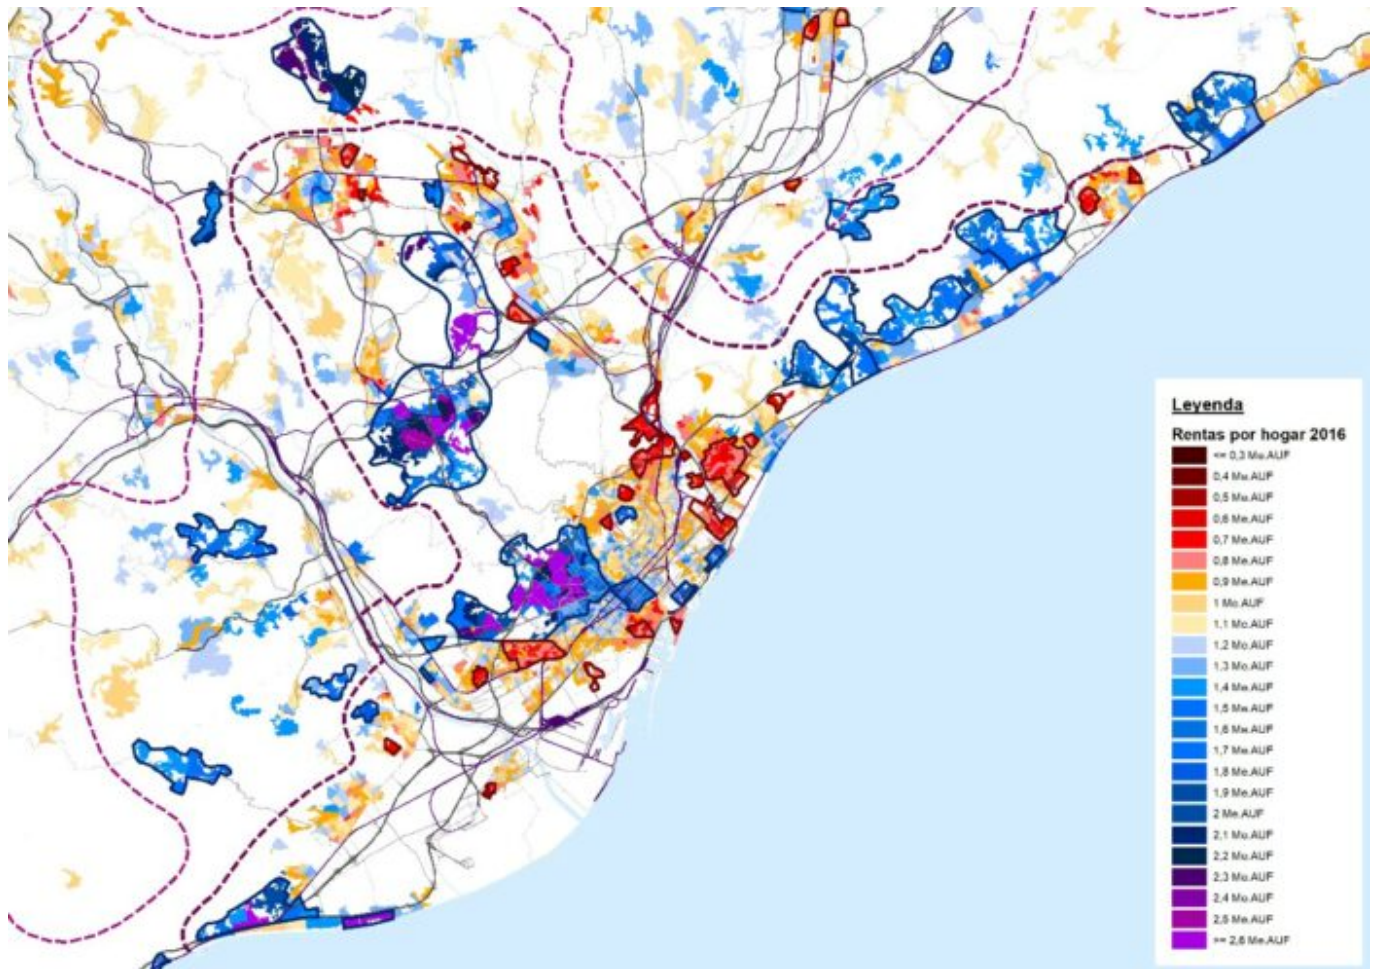 Leyenda
Rentas por hogar 2016
<= 0,3 Me.AUF
0,4 Me.AUF
0,5 Me.AUF
0,6 Me.AUF
0,7 Me.AUF
0,8 Me.AUF
0,9 Me.AUF
1 Me.AUF
1,1 Me.AUF
1,2 Me.AUF
1,3 Me.AUF
1,4 Me.AUF
1,5 Me.AUF
1,6 Me.AUF
1,7 Me.AUF
1,8 Me.AUF
1,9 Me.AUF
2 Me.AUF
2,1 Me.AUF
2,2 Me.AUF
2,3 Me.AUF
2,4 Me.AUF
2,5 Me.AUF
>= 2,6 Me.AUF